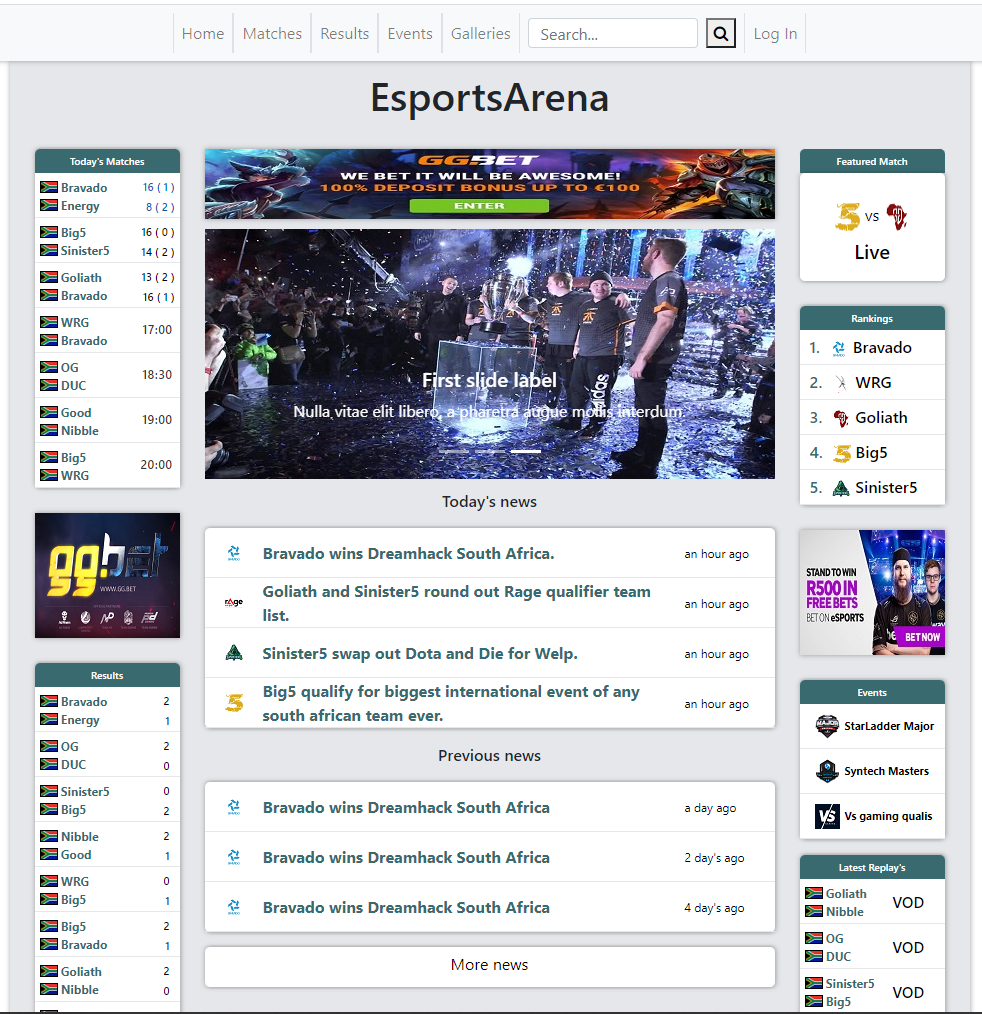 Home Matches Results Events Galleries Search... Log In
EsportsArena
Today's Matches
Bravado 16 ( 1 )
Energy 8 ( 2 )
Big5 16 ( 0 )
Sinister5 14 ( 2 )
Goliath 13 ( 2 )
Bravado 16 ( 1 )
WRG
Bravado
17:00
OG
DUC
18:30
Good
Nibble
19:00
Big5
WRG
20:00
gg.bet
WWW.GG.BET
Results
Bravado 2
Energy 1
OG 2
DUC 0
Sinister5 0
Big5 2
Nibble 2
Good 1
WRG 0
Big5 1
Big5 2
Bravado 1
Goliath 2
Nibble 0
GG.BET
WE BET IT WILL BE AWESOME!
100% DEPOSIT BONUS UP TO €100
ENTER
adidas
First slide label
Nulla vitae elit libero, a pharetra augue mollis interdum.
Today's news
Bravado wins Dreamhack South Africa. an hour ago
rage
Goliath and Sinister5 round out Rage qualifier team
list.
an hour ago
Sinister5 swap out Dota and Die for Welp. an hour ago
5
Big5 qualify for biggest international event of any
south african team ever.
an hour ago
Previous news
Bravado wins Dreamhack South Africa a day ago
Bravado wins Dreamhack South Africa 2 day's ago
Bravado wins Dreamhack South Africa 4 day's ago
More news
Featured Match
5 vs
Live
Rankings
1. Bravado
2. WRG
3. Goliath
4. 5 Big5
5. Sinister5
STAND TO WIN
R500 IN
FREE BETS
BET ON eSPORTS
BET NOW
Events
MAJOR StarLadder Major
Syntech Masters
VS Vs gaming qualis
Latest Replay's
Goliath
Nibble
VOD
OG
DUC
VOD
Sinister5
Big5
VOD